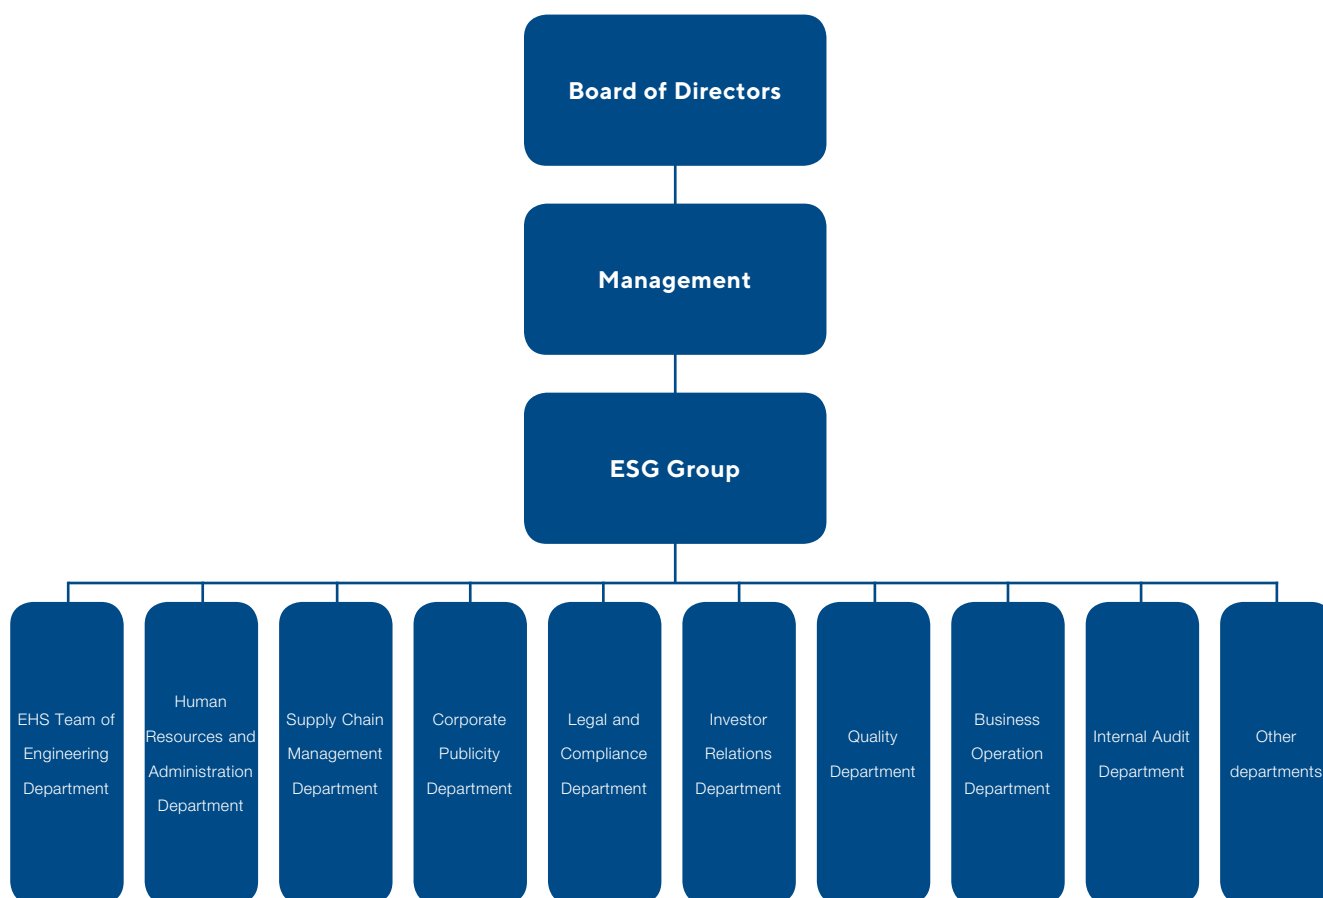 Board of Directors
Management
ESG Group
EHS Team of
Engineering
Department
Human
Resources and
Administration
Department
Supply Chain
Management
Department
Corporate
Publicity
Department
Legal and
Compliance
Department
Investor
Relations
Department
Quality
Department
Business
Operation
Department
Internal Audit
Department
Other
departments